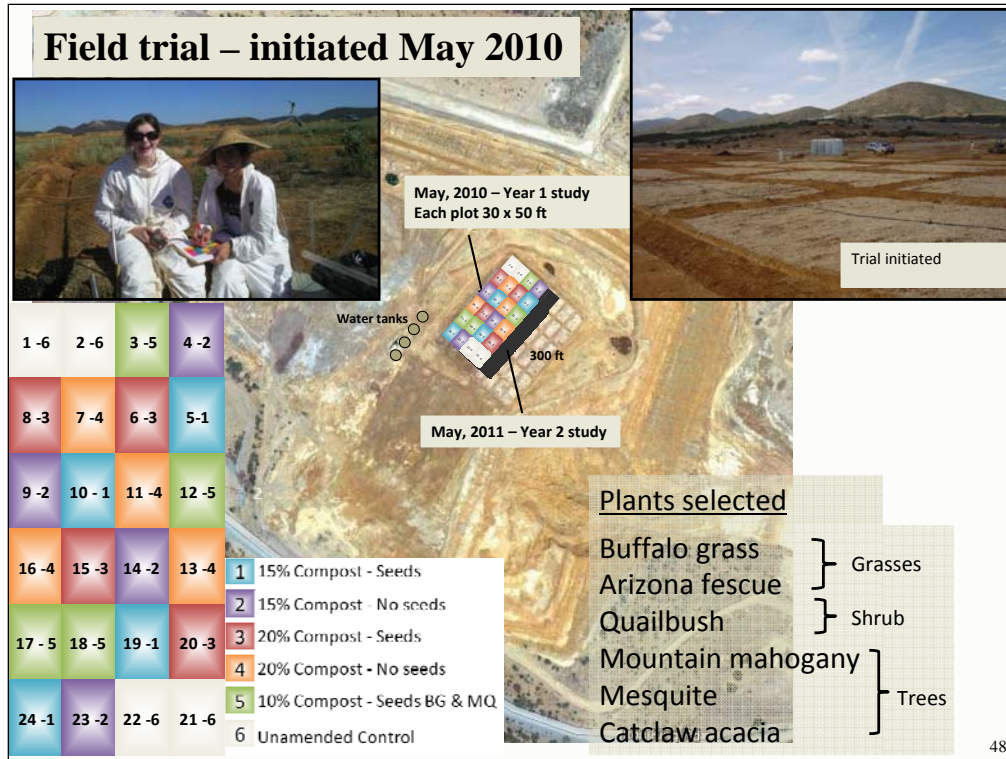 Field trial – initiated May 2010
May, 2010 – Year 1 study
Each plot 30 x 50 ft
Trial initiated
Water tanks
300 ft
May, 2011 – Year 2 study
1 -6 2 -6 3 -5 4 -2
8 -3 7 -4 6 -3 5-1
9 -2 10 - 1 11 -4 12 -5
16 -4 15 -3 14 -2 13 -4
17 - 5 18 -5 19 -1 20 -3
24 -1 23 -2 22 -6 21 -6
1 15% Compost - Seeds
2 15% Compost - No seeds
3 20% Compost - Seeds
4 20% Compost - No seeds
5 10% Compost - Seeds BG & MQ
6 Unamended Control
Plants selected
Buffalo grass
Arizona fescue
Grasses
Quailbush
Shrub
Mountain mahogany
Mesquite
Catclaw acacia
Trees
48